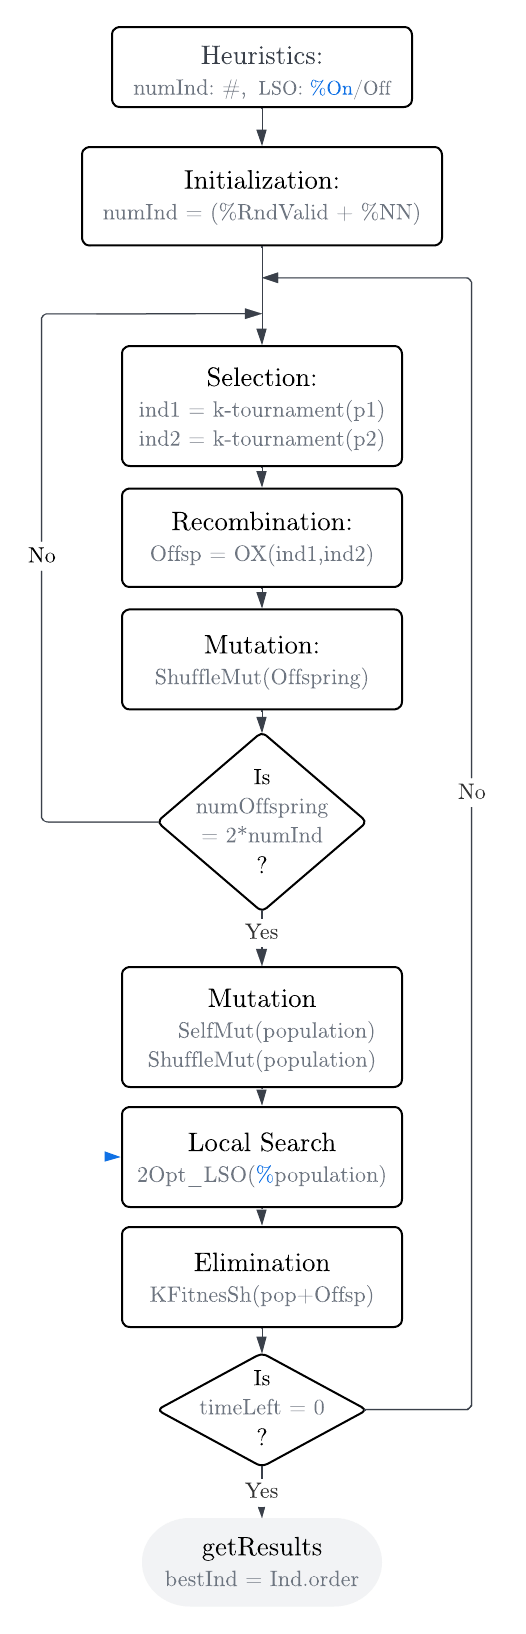 Heuristics:
numInd: #, LSO: %On/Off
Initialization:
numInd = (%RndValid + %NN)
Selection:
ind1 = k-tournament(p1)
ind2 = k-tournament(p2)
Recombination:
Offsp = OX(ind1,ind2)
No
Mutation:
ShuffleMut(Offspring)
Is
numOffspring
= 2*numInd
?
No
Yes
Mutation
SelfMut(population)
ShuffleMut(population)
Local Search
2Opt_LSO(%population)
Elimination
KFitnesSh(pop+Offsp)
Is
timeLeft = 0
?
Yes
getResults
bestInd = Ind.order